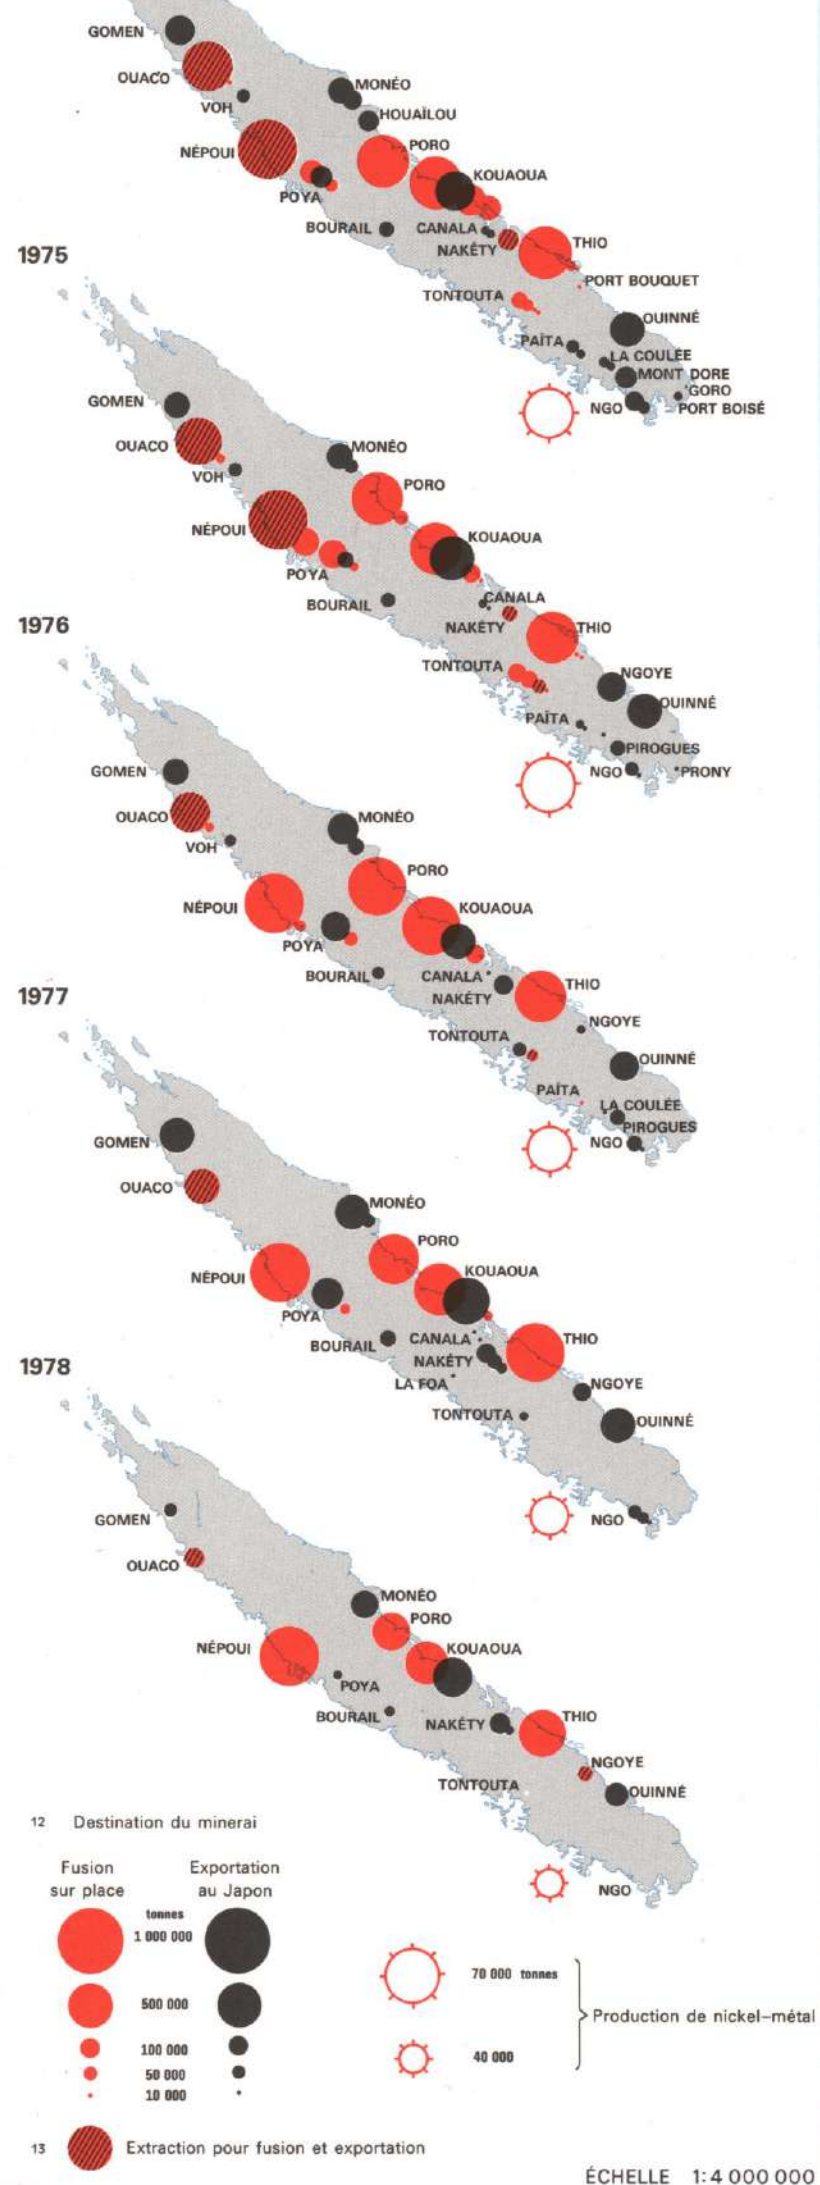 GOMEN
OUACO
VOH
MONÉO
HOUAÏLOU
NÉPOUI
PORO
POYA
KOUAOUA
BOURAIL
CANALA
NAKÉTY
THIO
1975
PORT BOUQUET
TONTOUTA
OUINNÉ
PAÏTA
LA COULÉE
MONT DORE
GORO
NGO
PORT BOISÉ
GOMEN
OUACO
MONÉO
VOH
PORO
NÉPOUI
KOUAOUA
POYA
BOURAIL
CANALA
NAKÉTY
THIO
1976
TONTOUTA
NGOYE
OUINNÉ
PAÏTA
PIROGUES
NGO
PRONY
GOMEN
OUACO
MONÉO
VOH
PORO
NÉPOUI
KOUAOUA
POYA
BOURAIL
CANALA
THIO
NAKÉTY
1977
NGOYE
TONTOUTA
OUINNÉ
PAÏTA
LA COULÉE
PIROGUES
NGO
GOMEN
OUACO
MONÉO
PORO
NÉPOUI
KOUAOUA
POYA
BOURAIL
CANALA
THIO
NAKÉTY
1978
LA FOA
NGOYE
TONTOUTA
OUINNÉ
NGO
GOMEN
OUACO
MONÉO
PORO
NÉPOUI
KOUAOUA
POYA
BOURAIL
NAKÉTY
THIO
NGOYE
TONTOUTA
OUINNÉ
NGO
12 Destination du minerai
Fusion sur place
Exportation au Japon
tonnes
1 000 000
500 000
100 000
50 000
10 000
70 000 tonnes
40 000
Production de nickel-métal
13 Extraction pour fusion et exportation
ÉCHELLE 1:4 000 000